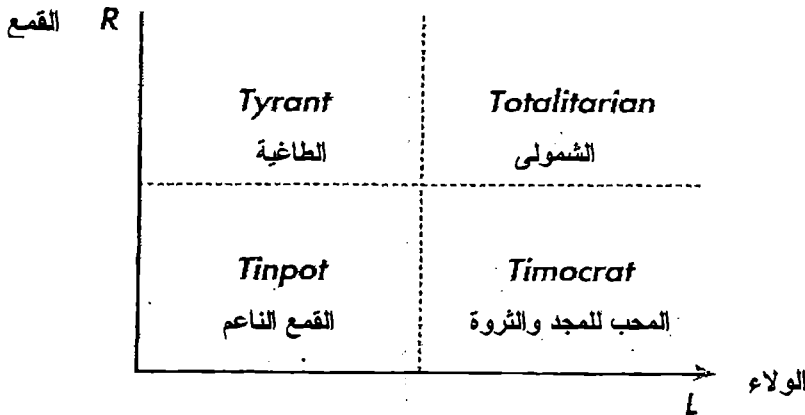 القمع R
Tyrant
الطاغية
Totalitarian
الشمولى
Tinpot
القمع الناعم
Timocrat
المحب للمجد والثروة
الولاء
L